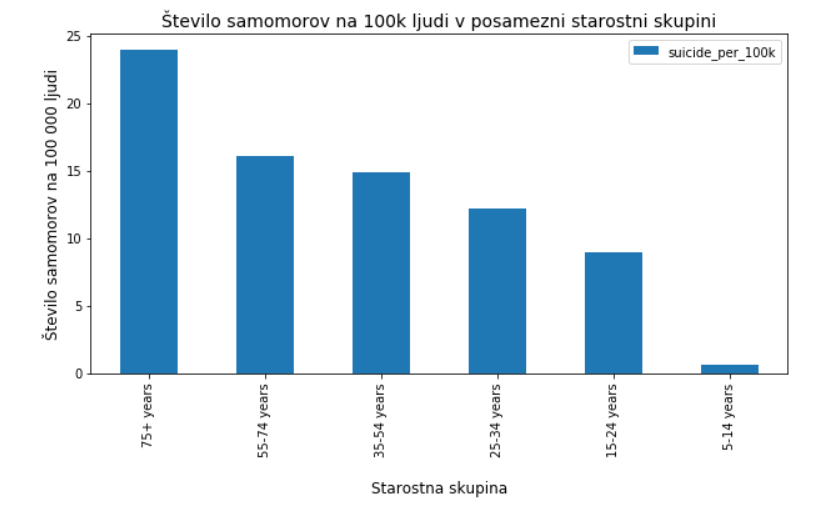 Število samomorov na 100k ljudi v posamezni starostni skupini
suicide_per_100k
Število samomorov na 100 000 ljudi
25
20
15
10
5
0
75+ years
55-74 years
35-54 years
25-34 years
15-24 years
5-14 years
Starostna skupina